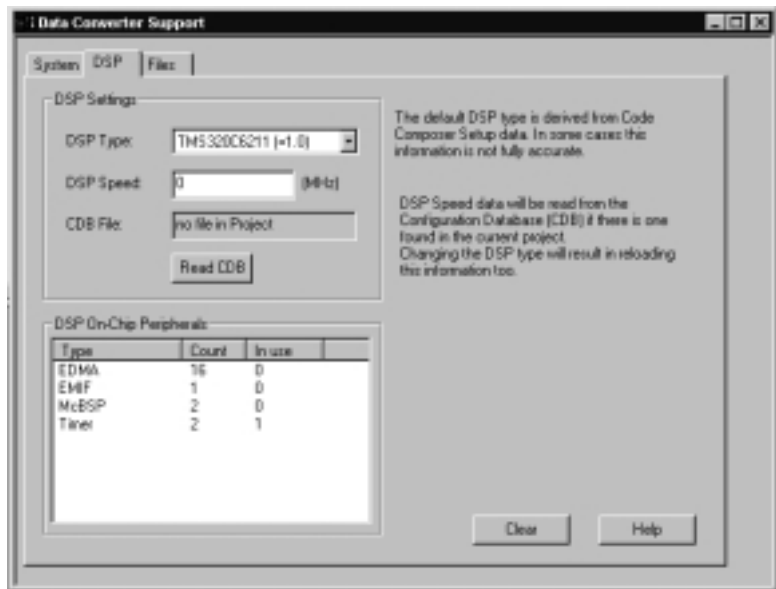 Data Converter Support
System DSP Files
DSP Settings
DSP Type: TMS320C6211 (=1.0)
DSP Speed: 0 (MHz)
CDB File: no file in Project
Read CDB
The default DSP type is derived from Code
Composer Setup data. In some cases this
information is not fully accurate.
DSP Speed data will be read from the
Configuration Database (CDB) if there is one
found in the current project.
Changing the DSP type will result in reloading
this information too.
DSP On-Chip Peripherals
Type Count In use
EDMA 16 0
EMIF 1 0
McBSP 2 0
Timer 2 1
Clear Help